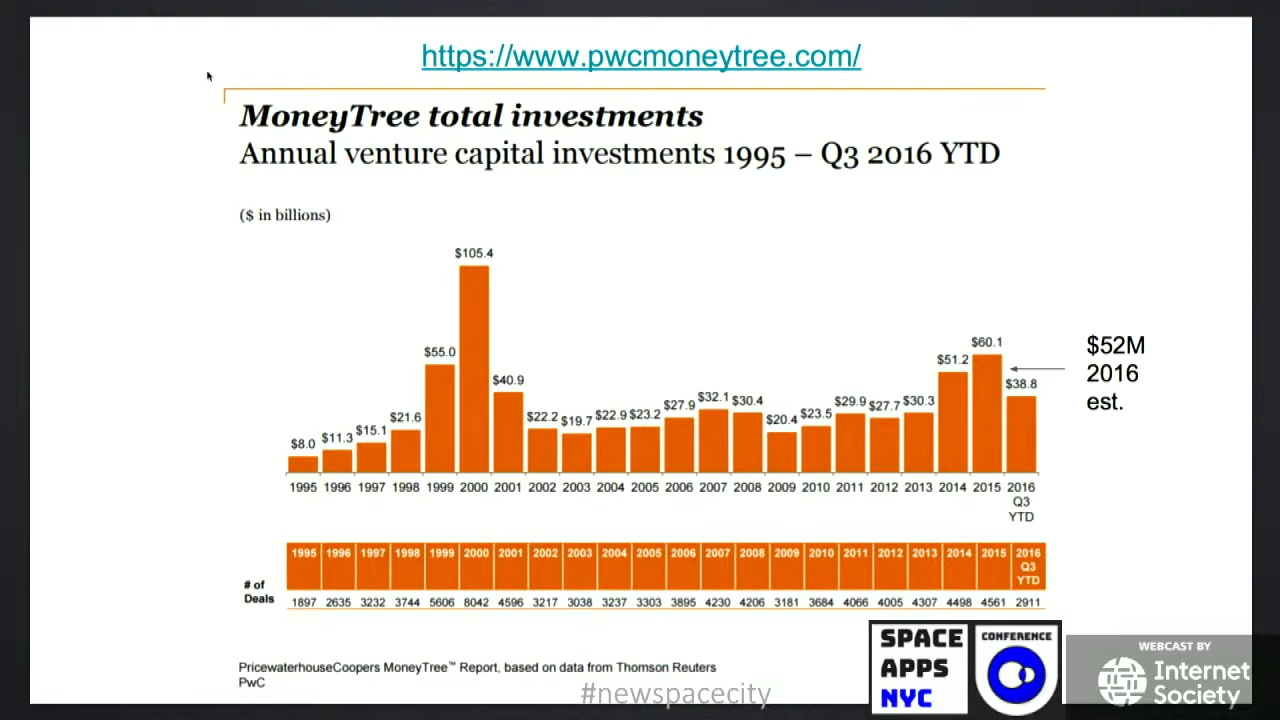 https://www.pwcmoneytree.com/
MoneyTree total investments
Annual venture capital investments 1995 – Q3 2016 YTD
($ in billions)
$8.0 $11.3 $15.1 $21.6 $55.0 $105.4 $40.9 $22.2 $19.7 $22.9 $23.2 $27.9 $32.1 $30.4 $20.4 $23.5 $29.9 $27.7 $30.3 $51.2 $60.1 $38.8
$52M
2016
est.
1995 1996 1997 1998 1999 2000 2001 2002 2003 2004 2005 2006 2007 2008 2009 2010 2011 2012 2013 2014 2015 2016
Q3
YTD
1995 1996 1997 1998 1999 2000 2001 2002 2003 2004 2005 2006 2007 2008 2009 2010 2011 2012 2013 2014 2015 2016
Q3
YTD
# of
Deals
1897 2635 3232 3744 5606 8042 4596 3217 3038 3237 3303 3895 4230 4206 3181 3684 4066 4005 4307 4498 4561 2911
PricewaterhouseCoopers MoneyTree™ Report, based on data from Thomson Reuters
PwC
#newspacecity
SPACE
APPS
NYC
CONFERENCE
WEBCAST BY
Internet
Society